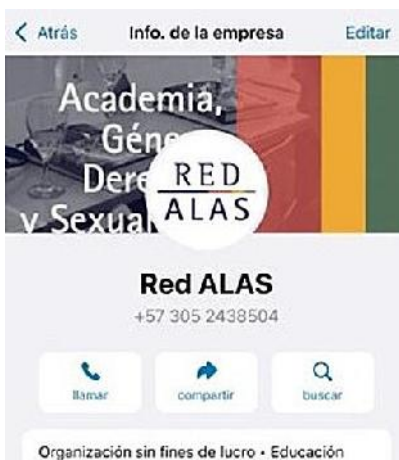 Atrás Info. de la empresa Editar
Academia,
Géne
Dere
y Sexual
RED
ALAS
Red ALAS
+57 305 2438504
llamar compartir buscar
Organización sin fines de lucro • Educación